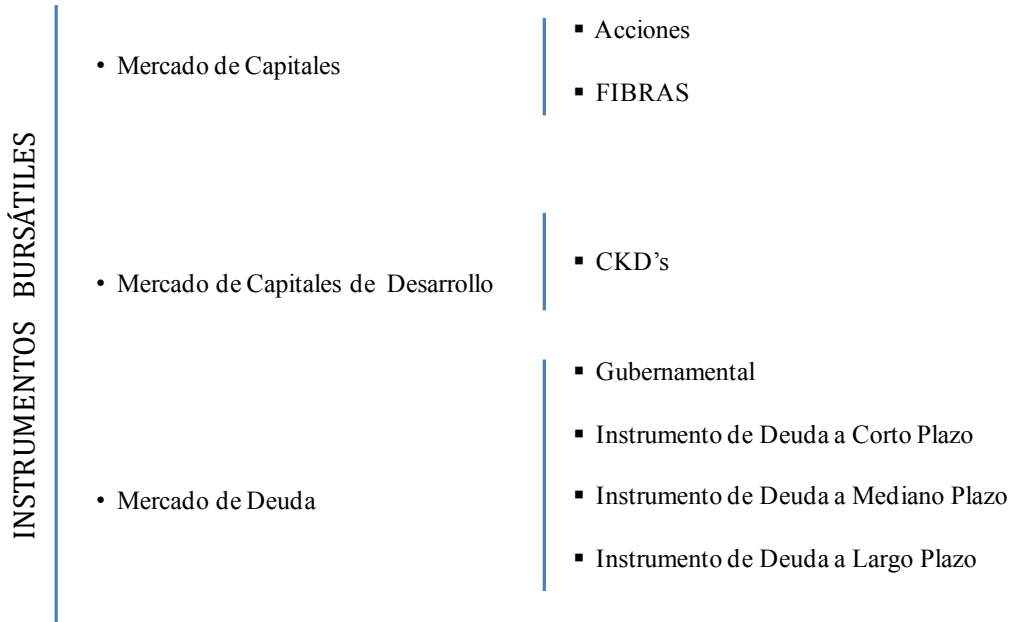 INSTRUMENTOS BURSÁTILES
• Mercado de Capitales
▪ Acciones
▪ FIBRAS
• Mercado de Capitales de Desarrollo
▪ CKD’s
• Mercado de Deuda
▪ Gubernamental
▪ Instrumento de Deuda a Corto Plazo
▪ Instrumento de Deuda a Mediano Plazo
▪ Instrumento de Deuda a Largo Plazo